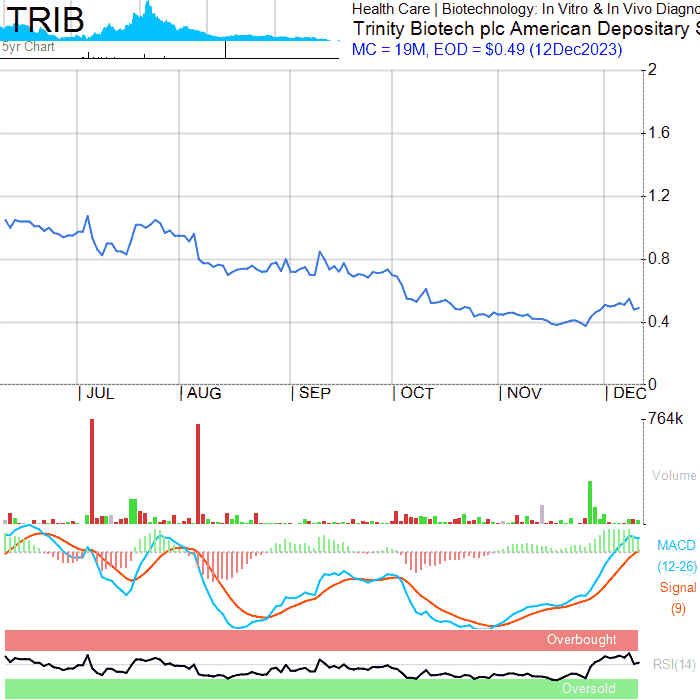 TRIB
5yr Chart
Health Care | Biotechnology: In Vitro & In Vivo Diagno
Trinity Biotech plc American Depositary S
MC = 19M, EOD = $0.49 (12Dec2023)
2
1.6
1.2
0.8
0.4
0
JUL AUG SEP OCT NOV DEC
764k
Volume
MACD
(12-26)
Signal
(9)
Overbought
RSI(14)
Oversold